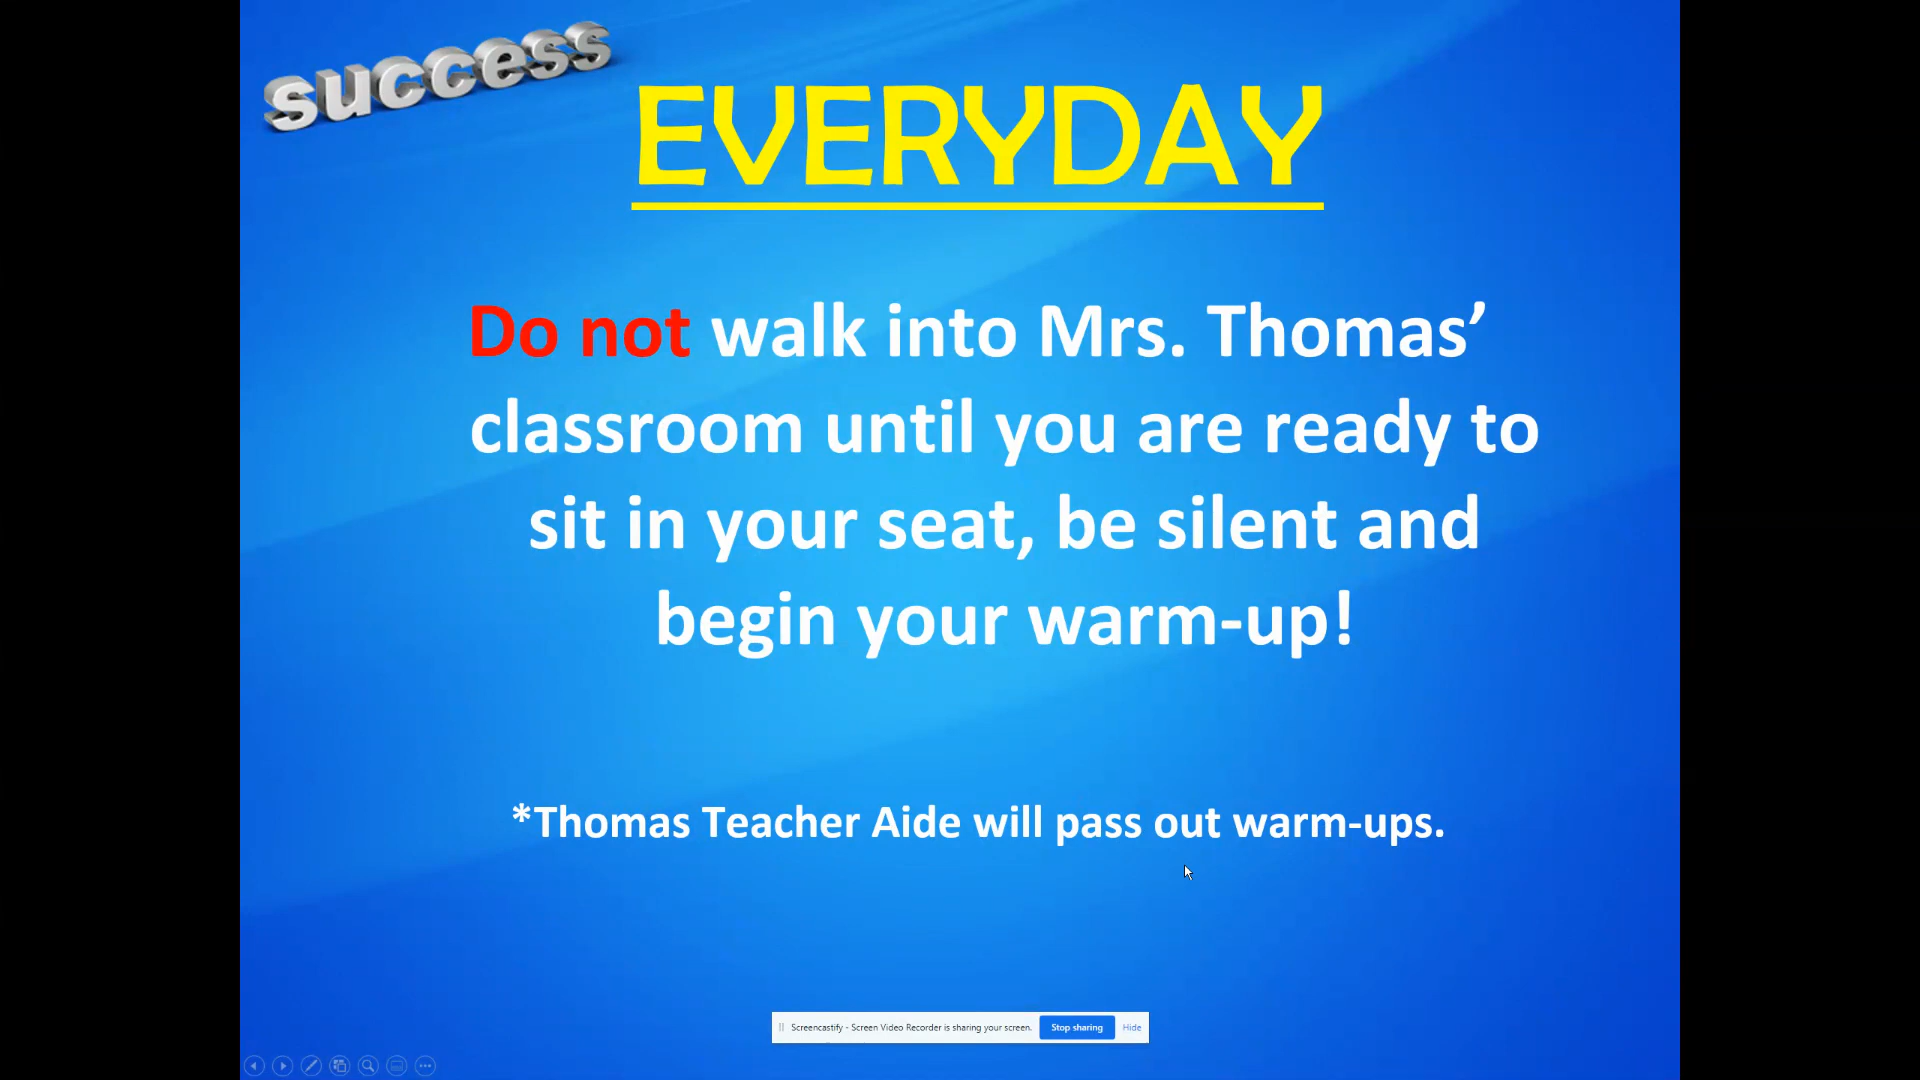 success
EVERYDAY
Do not walk into Mrs. Thomas’
classroom until you are ready to
sit in your seat, be silent and
begin your warm-up!
*Thomas Teacher Aide will pass out warm-ups.
Screencastify - Screen Video Recorder is sharing your screen. Stop sharing Hide